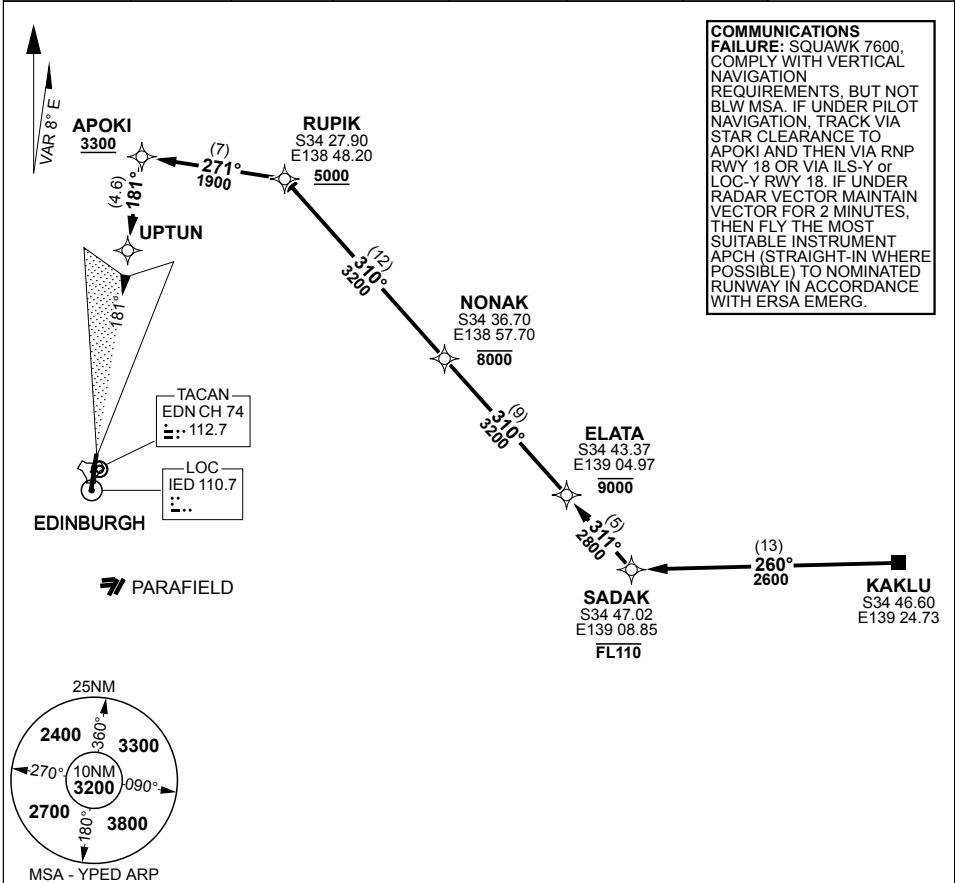 COMMUNICATIONS
FAILURE: SQUAWK 7600,
COMPLY WITH VERTICAL
NAVIGATION
REQUIREMENTS, BUT NOT
BLW MSA. IF UNDER PILOT
NAVIGATION, TRACK VIA
STAR CLEARANCE TO
APOKI AND THEN VIA RNP
RWY 18 OR VIA ILS-Y or
LOC-Y RWY 18. IF UNDER
RADAR VECTOR MAINTAIN
VECTOR FOR 2 MINUTES,
THEN FLY THE MOST
SUITABLE INSTRUMENT
APCH (STRAIGHT-IN WHERE
POSSIBLE) TO NOMINATED
RUNWAY IN ACCORDANCE
WITH ERSA EMERG.
VAR 8° E
APOKI
3300
(7)
271°
1900
RUPIK
S34 27.90
E138 48.20
5000
(4.6)
181°
UPTUN
181°
(12)
310°
3200
NONAK
S34 36.70
E138 57.70
8000
(9)
310°
3200
ELATA
S34 43.37
E139 04.97
9000
(5)
311°
2800
SADAK
S34 47.02
E139 08.85
FL110
(13)
260°
2600
KAKLU
S34 46.60
E139 24.73
TACAN
EDN CH 74
112.7
LOC
IED 110.7
EDINBURGH
PARAFIELD
25NM
2400
360°
3300
270°
10NM
3200
090°
2700
180°
3800
MSA - YPED ARP